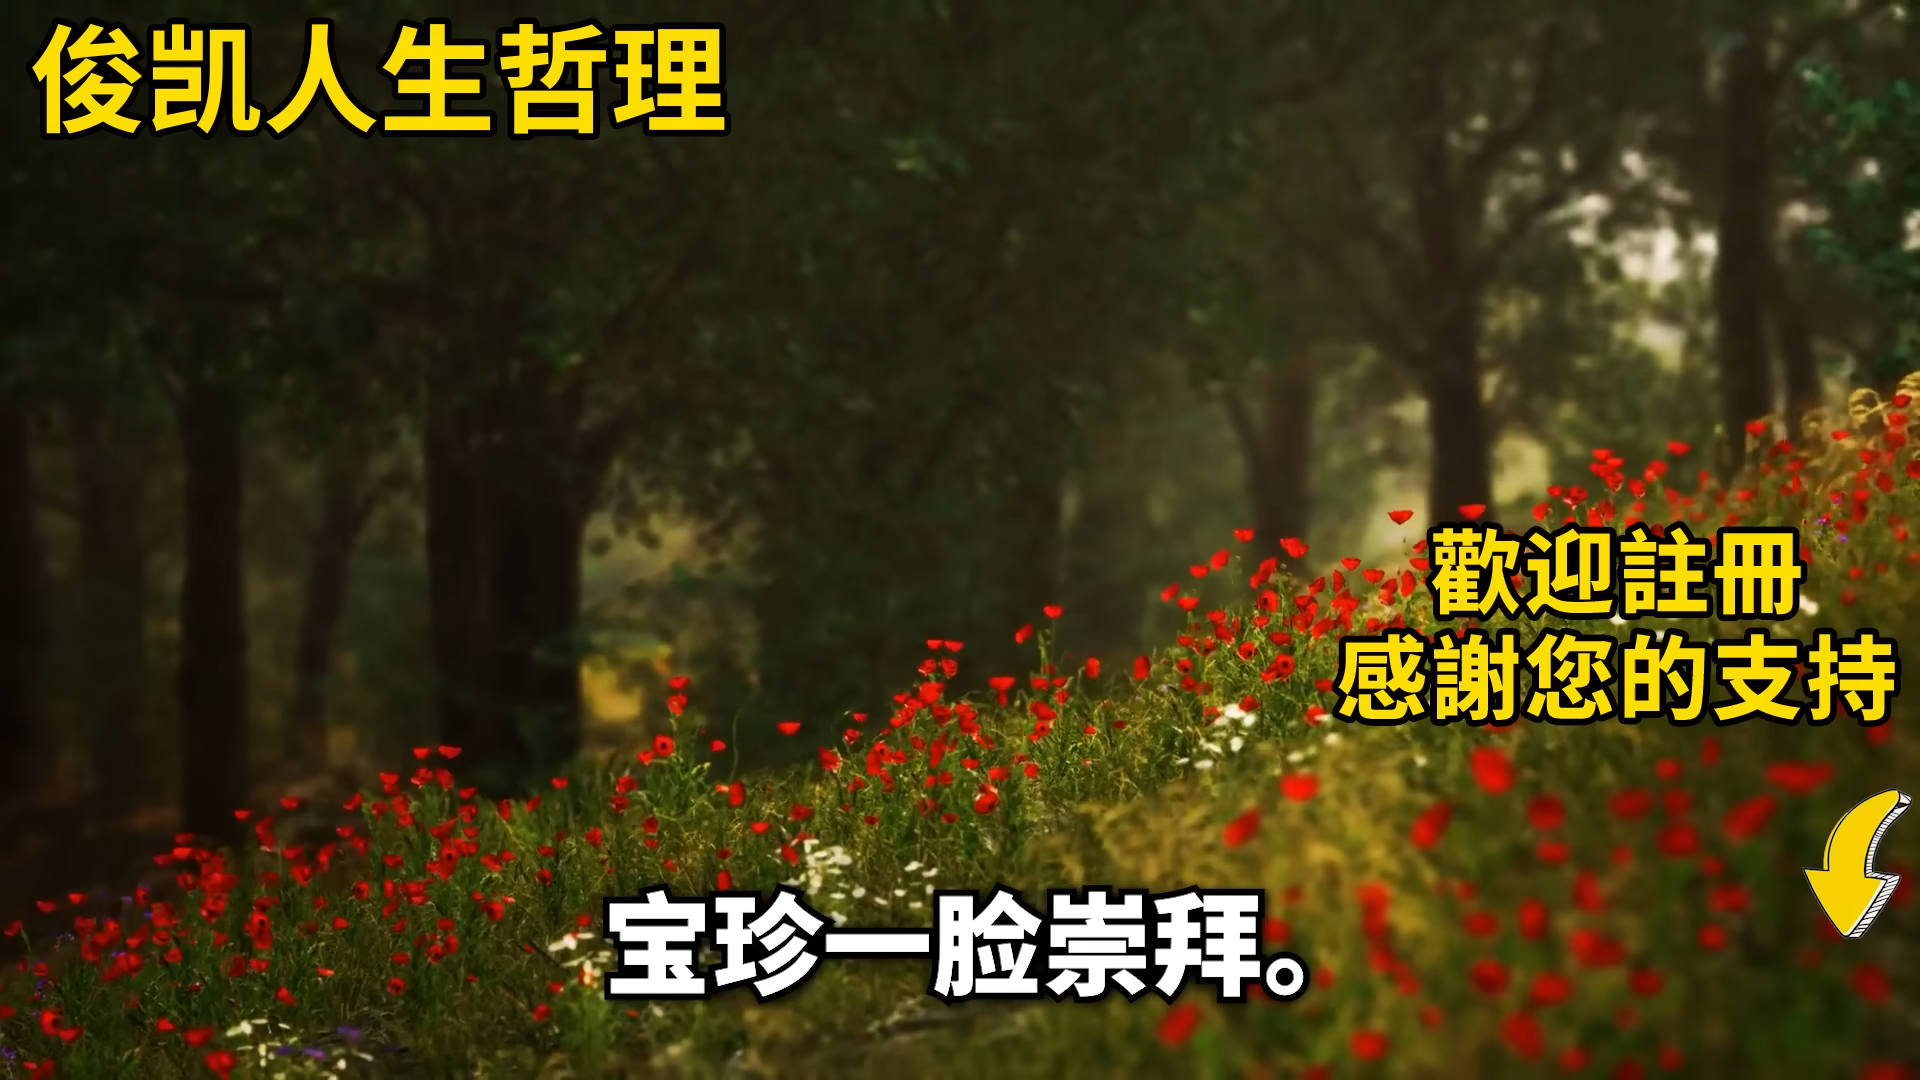 俊凯人生哲理
歡迎註冊
感謝您的支持
宝珍一脸崇拜。